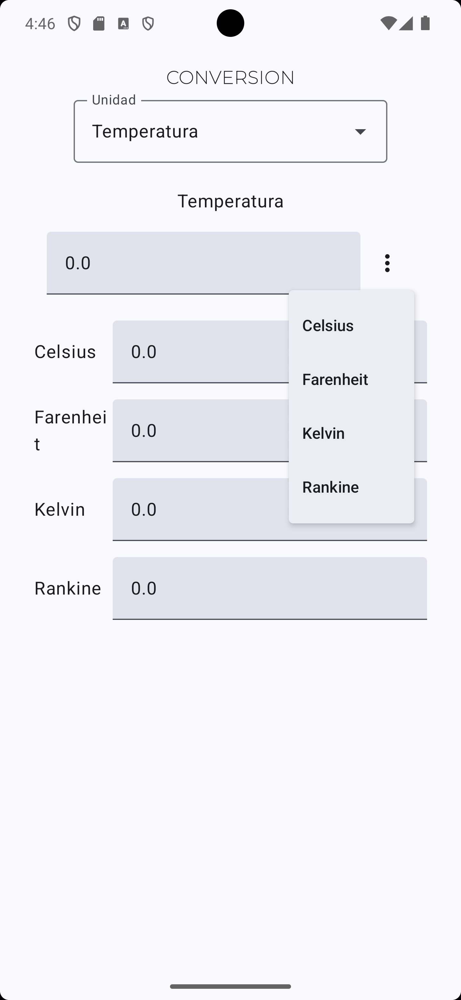 4:46
CONVERSION
Unidad
Temperatura
Temperatura
0.0
Celsius
Celsius 0.0
Farenheit
Farenhei
t
0.0
Kelvin
Kelvin 0.0
Rankine
Rankine 0.0